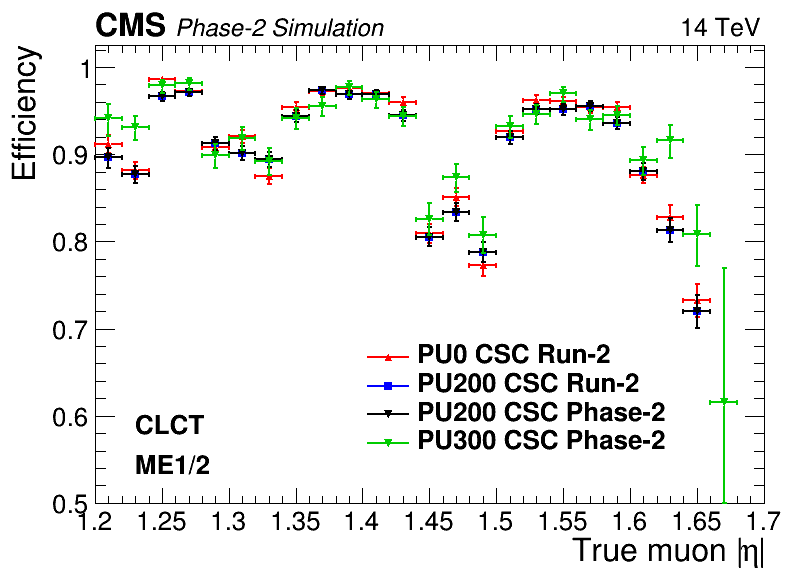 CMS Phase-2 Simulation 14 TeV
Efficiency
1
0.9
0.8
0.7
0.6
0.5
PU0 CSC Run-2
PU200 CSC Run-2
PU200 CSC Phase-2
PU300 CSC Phase-2
CLCT
ME1/2
1.2 1.25 1.3 1.35 1.4 1.45 1.5 1.55 1.6 1.65 1.7
True muon |η|